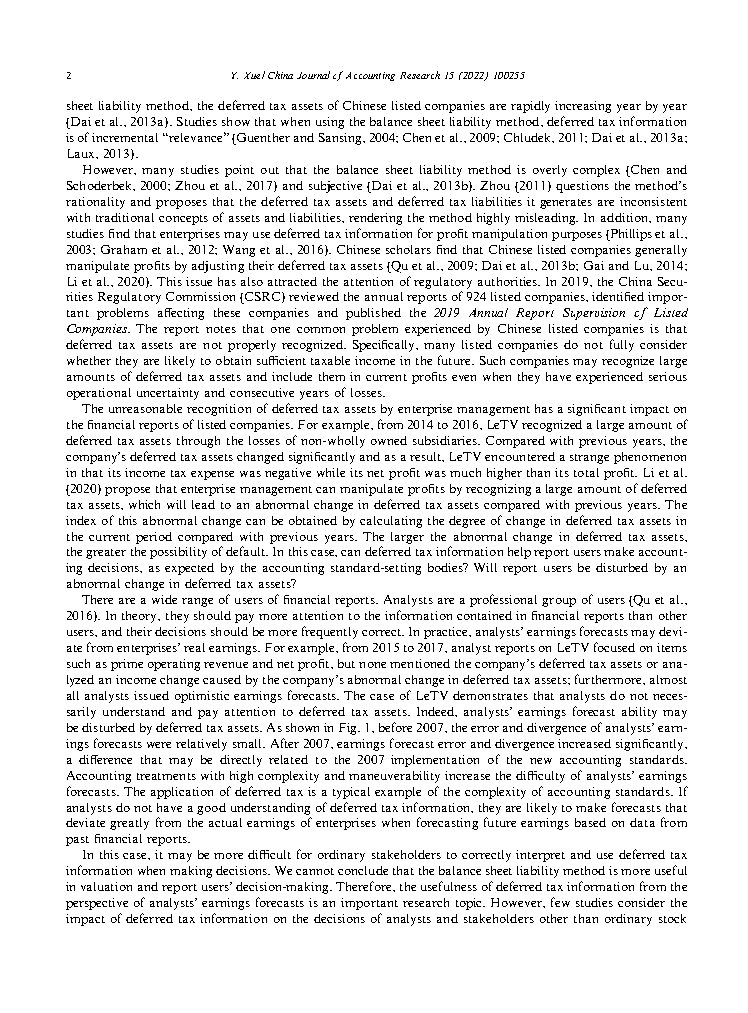 2
Y. Xue / China Journal of Accounting Research 15 (2022) 100255
sheet liability method, the deferred tax assets of Chinese listed companies are rapidly increasing year by year
(Dai et al., 2013a). Studies show that when using the balance sheet liability method, deferred tax information
is of incremental “relevance” (Guenther and Sansing, 2004; Chen et al., 2009; Chludek, 2011; Dai et al., 2013a;
Laux, 2013).
However, many studies point out that the balance sheet liability method is overly complex (Chen and
Schoderbek, 2000; Zhou et al., 2017) and subjective (Dai et al., 2013b). Zhou (2011) questions the method’s
rationality and proposes that the deferred tax assets and deferred tax liabilities it generates are inconsistent
with traditional concepts of assets and liabilities, rendering the method highly misleading. In addition, many
studies find that enterprises may use deferred tax information for profit manipulation purposes (Phillips et al.,
2003; Graham et al., 2012; Wang et al., 2016). Chinese scholars find that Chinese listed companies generally
manipulate profits by adjusting their deferred tax assets (Qu et al., 2009; Dai et al., 2013b; Gai and Lu, 2014;
Li et al., 2020). This issue has also attracted the attention of regulatory authorities. In 2019, the China Secu-
rities Regulatory Commission (CSRC) reviewed the annual reports of 924 listed companies, identified impor-
tant problems affecting these companies and published the 2019 Annual Report Supervision of Listed
Companies. The report notes that one common problem experienced by Chinese listed companies is that
deferred tax assets are not properly recognized. Specifically, many listed companies do not fully consider
whether they are likely to obtain sufficient taxable income in the future. Such companies may recognize large
amounts of deferred tax assets and include them in current profits even when they have experienced serious
operational uncertainty and consecutive years of losses.
The unreasonable recognition of deferred tax assets by enterprise management has a significant impact on
the financial reports of listed companies. For example, from 2014 to 2016, LeTV recognized a large amount of
deferred tax assets through the losses of non-wholly owned subsidiaries. Compared with previous years, the
company’s deferred tax assets changed significantly and as a result, LeTV encountered a strange phenomenon
in that its income tax expense was negative while its net profit was much higher than its total profit. Li et al.
(2020) propose that enterprise management can manipulate profits by recognizing a large amount of deferred
tax assets, which will lead to an abnormal change in deferred tax assets compared with previous years. The
index of this abnormal change can be obtained by calculating the degree of change in deferred tax assets in
the current period compared with previous years. The larger the abnormal change in deferred tax assets,
the greater the possibility of default. In this case, can deferred tax information help report users make account-
ing decisions, as expected by the accounting standard-setting bodies? Will report users be disturbed by an
abnormal change in deferred tax assets?
There are a wide range of users of financial reports. Analysts are a professional group of users (Qu et al.,
2016). In theory, they should pay more attention to the information contained in financial reports than other
users, and their decisions should be more frequently correct. In practice, analysts’ earnings forecasts may devi-
ate from enterprises’ real earnings. For example, from 2015 to 2017, analyst reports on LeTV focused on items
such as prime operating revenue and net profit, but none mentioned the company’s deferred tax assets or ana-
lyzed an income change caused by the company’s abnormal change in deferred tax assets; furthermore, almost
all analysts issued optimistic earnings forecasts. The case of LeTV demonstrates that analysts do not neces-
sarily understand and pay attention to deferred tax assets. Indeed, analysts’ earnings forecast ability may
be disturbed by deferred tax assets. As shown in Fig. 1, before 2007, the error and divergence of analysts’ earn-
ings forecasts were relatively small. After 2007, earnings forecast error and divergence increased significantly,
a difference that may be directly related to the 2007 implementation of the new accounting standards.
Accounting treatments with high complexity and maneuverability increase the difficulty of analysts’ earnings
forecasts. The application of deferred tax is a typical example of the complexity of accounting standards. If
analysts do not have a good understanding of deferred tax information, they are likely to make forecasts that
deviate greatly from the actual earnings of enterprises when forecasting future earnings based on data from
past financial reports.
In this case, it may be more difficult for ordinary stakeholders to correctly interpret and use deferred tax
information when making decisions. We cannot conclude that the balance sheet liability method is more useful
in valuation and report users’ decision-making. Therefore, the usefulness of deferred tax information from the
perspective of analysts’ earnings forecasts is an important research topic. However, few studies consider the
impact of deferred tax information on the decisions of analysts and stakeholders other than ordinary stock